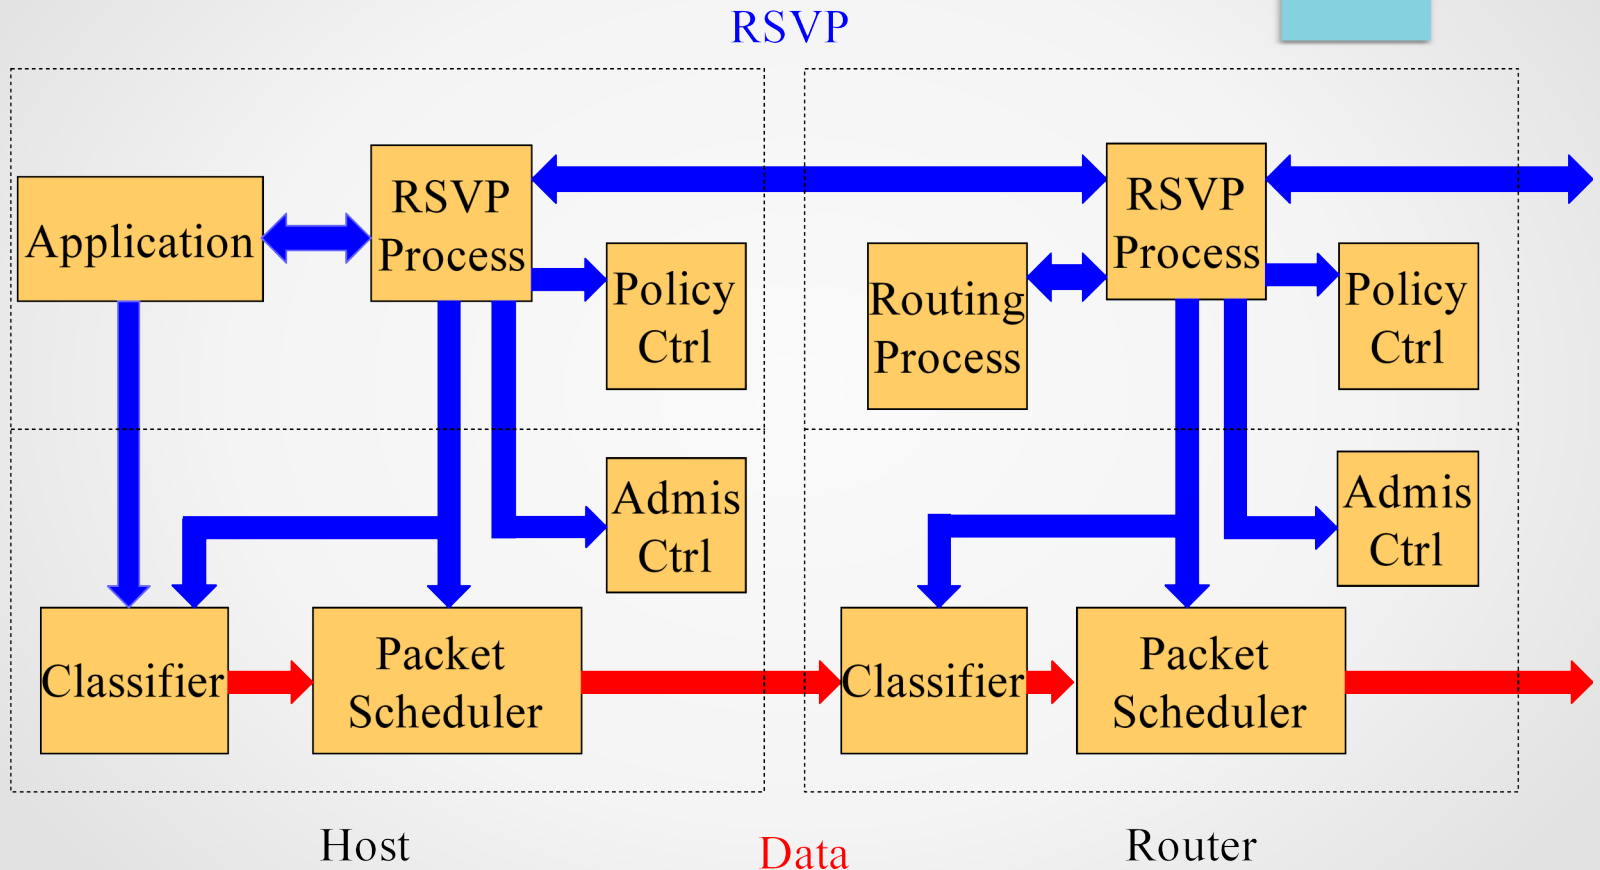 RSVP
Application
RSVP
Process
Policy
Ctrl
Admis
Ctrl
Classifier
Packet
Scheduler
Host
RSVP
Process
Routing
Process
Policy
Ctrl
Admis
Ctrl
Classifier
Packet
Scheduler
Router
Data